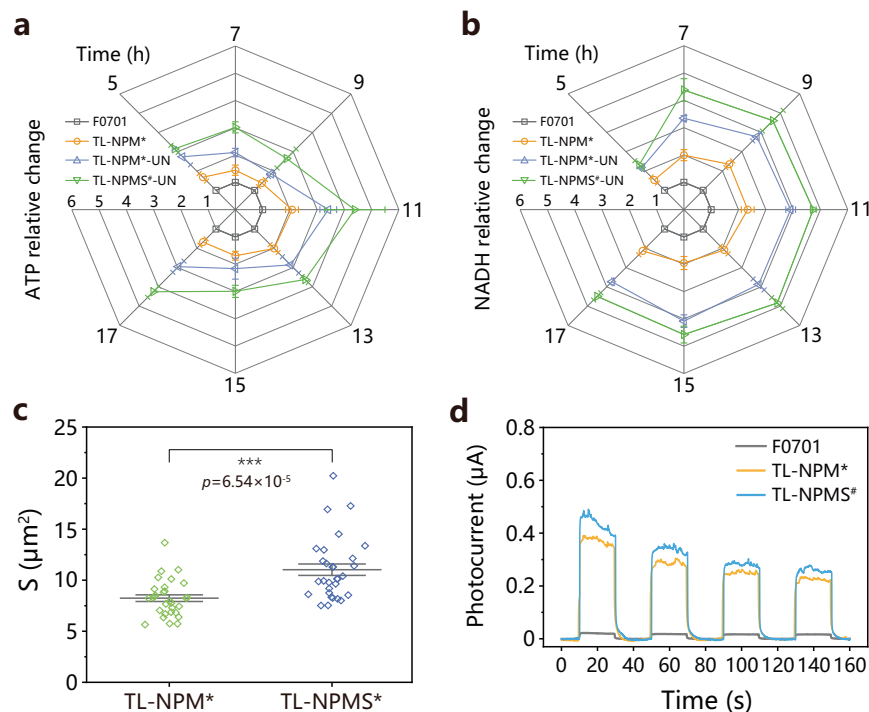 a
Time (h)
5
7
9
11
13
15
17
ATP relative change
F0701
TL-NPM*
TL-NPM*-UN
TL-NPMS#-UN
6 5 4 3 2 1
b
Time (h)
5
7
9
11
13
15
17
NADH relative change
F0701
TL-NPM*
TL-NPM*-UN
TL-NPMS#-UN
6 5 4 3 2 1
c
S (μm²)
25
20
15
10
5
0
***
p=6.54×10⁻⁵
TL-NPM*
TL-NPMS*
d
Photocurrent (μA)
0.8
0.6
0.4
0.2
0
F0701
TL-NPM*
TL-NPMS#
0 20 40 60 80 100 120 140 160
Time (s)